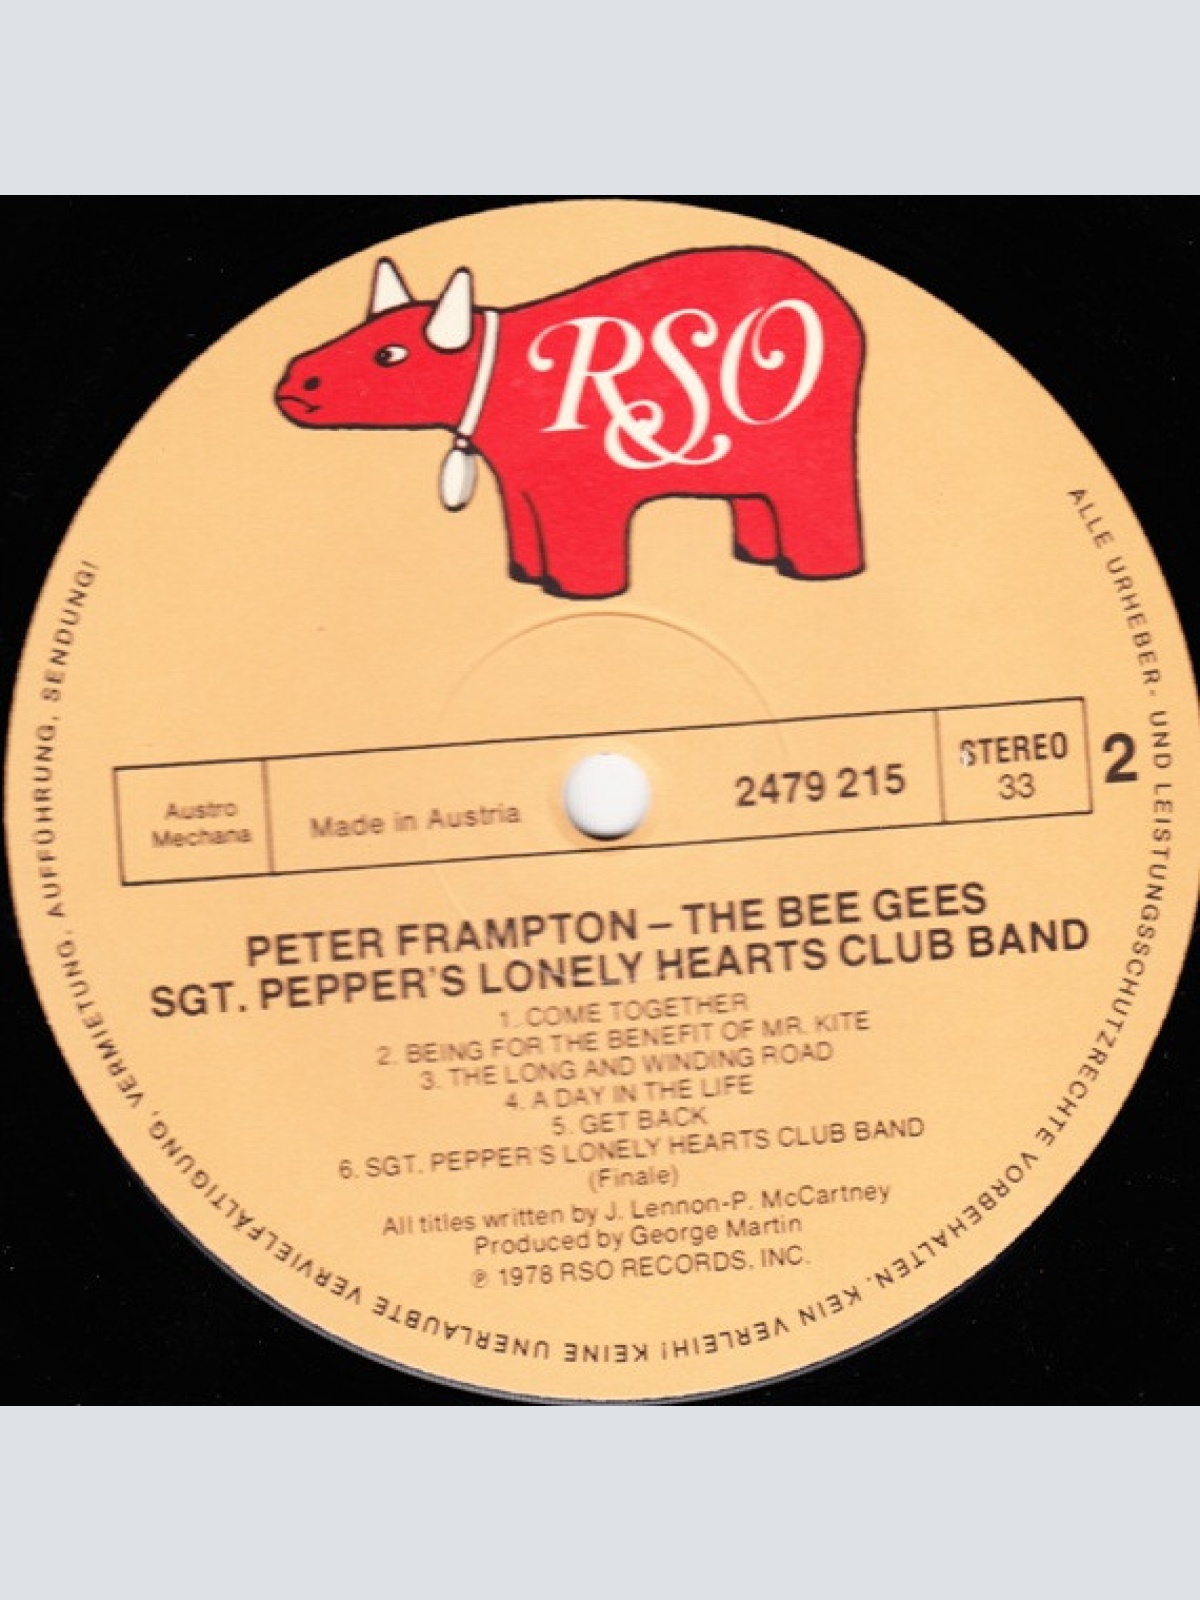 RSO
Austro
Mechana
Made in Austria
2479 215
STEREO
33
2
PETER FRAMPTON – THE BEE GEES
SGT. PEPPER'S LONELY HEARTS CLUB BAND
1. COME TOGETHER
2. BEING FOR THE BENEFIT OF MR. KITE
3. THE LONG AND WINDING ROAD
4. A DAY IN THE LIFE
5. GET BACK
6. SGT. PEPPER'S LONELY HEARTS CLUB BAND
(Finale)
All titles written by J. Lennon-P. McCartney
Produced by George Martin
℗ 1978 RSO RECORDS, INC.
ALLE URHEBER- UND LEISTUNGSSCHUTZRECHTE VORBEHALTEN. KEIN VERLEIH! KEINE UNERLAUBTE VERVIELFÄLTIGUNG, VERMIETUNG, AUFFÜHRUNG, SENDUNG!